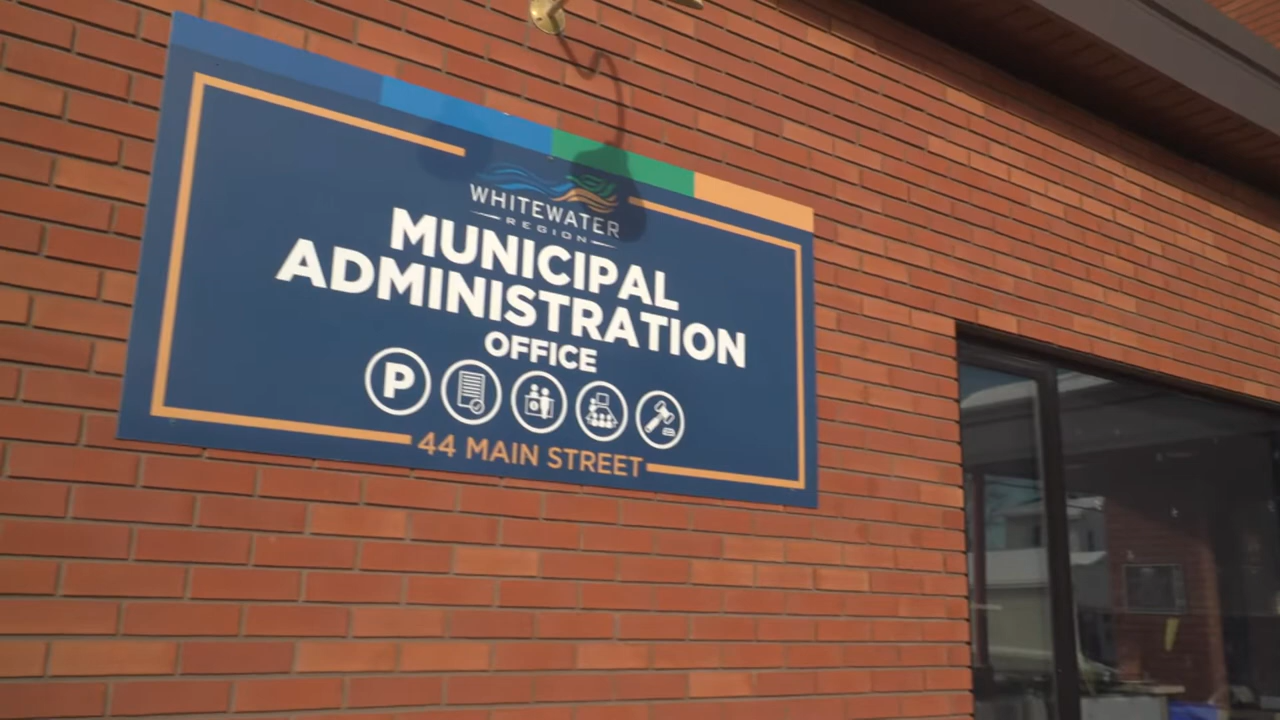 WHITEWATER
REGION
MUNICIPAL
ADMINISTRATION
OFFICE
P
44 MAIN STREET